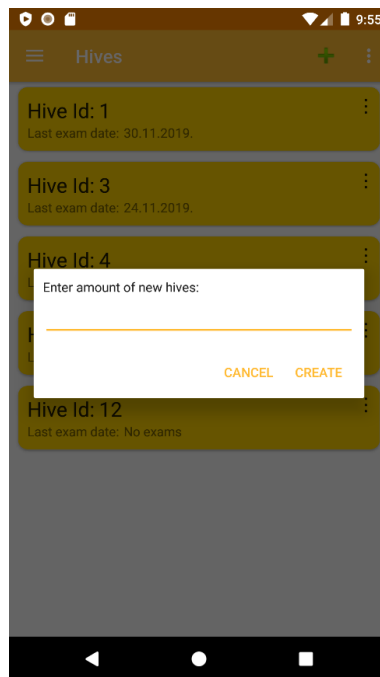 9:55
Hives
Hive Id: 1
Last exam date: 30.11.2019.
Hive Id: 3
Last exam date: 24.11.2019.
Hive Id: 4
Enter amount of new hives:
CANCEL CREATE
Hive Id: 12
Last exam date: No exams